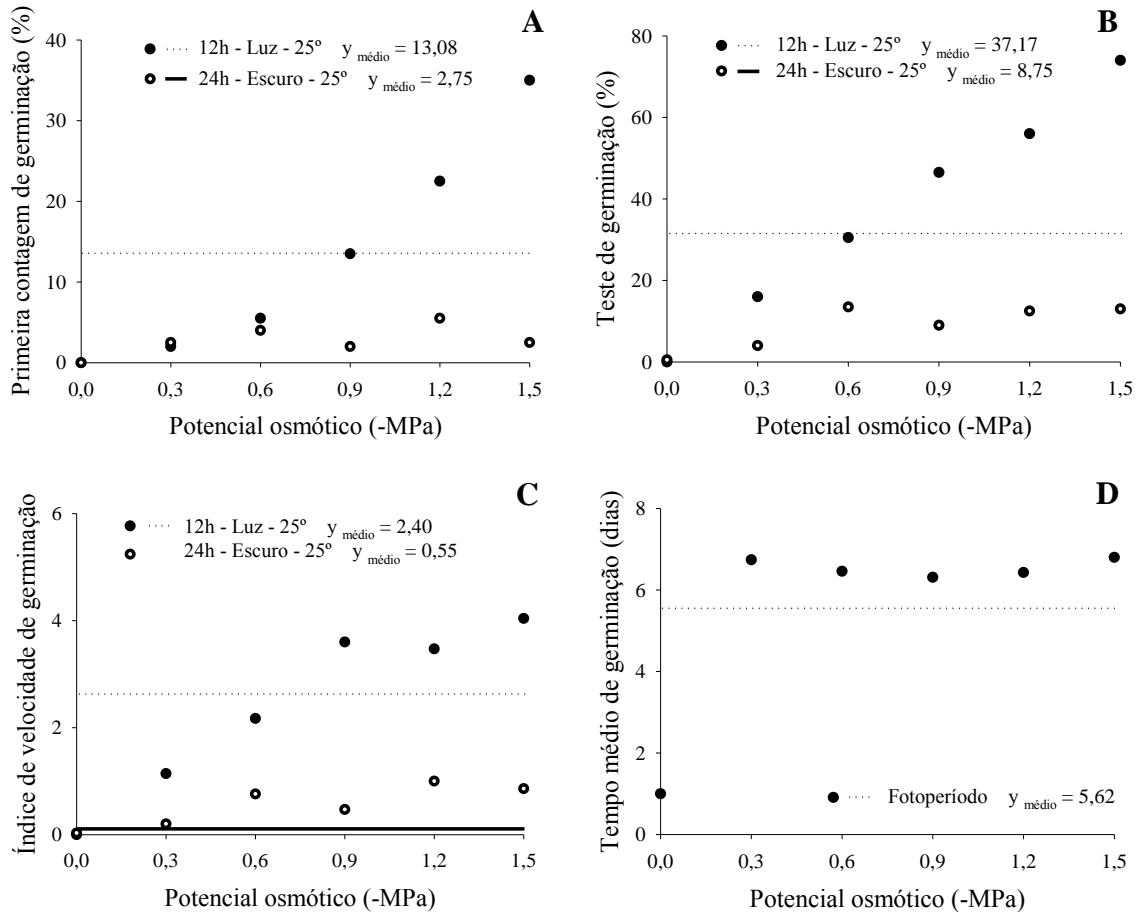 A
Primeira contagem de germinação (%)
40
30
20
10
0
12h - Luz - 25º y médio = 13,08
24h - Escuro - 25º y médio = 2,75
0,0 0,3 0,6 0,9 1,2 1,5
Potencial osmótico (-MPa)
B
Teste de germinação (%)
80
60
40
20
0
12h - Luz - 25º y médio = 37,17
24h - Escuro - 25º y médio = 8,75
0,0 0,3 0,6 0,9 1,2 1,5
Potencial osmótico (-MPa)
C
Índice de velocidade de germinação
6
4
2
0
12h - Luz - 25º y médio = 2,40
24h - Escuro - 25º y médio = 0,55
0,0 0,3 0,6 0,9 1,2 1,5
Potencial osmótico (-MPa)
D
Tempo médio de germinação (dias)
8
6
4
2
0
Fotoperíodo y médio = 5,62
0,0 0,3 0,6 0,9 1,2 1,5
Potencial osmótico (-MPa)